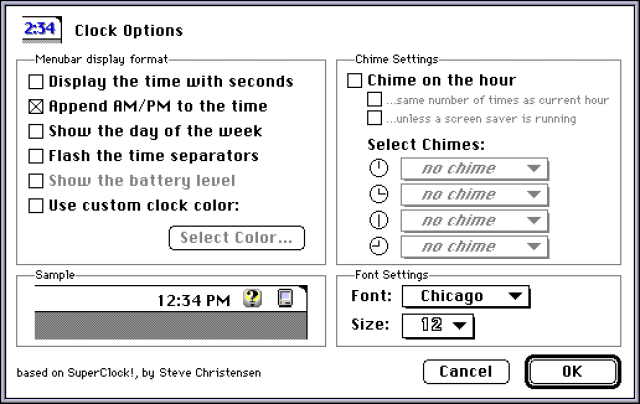 2:34 Clock Options
Menubar display format
Display the time with seconds
Append AM/PM to the time
Show the day of the week
Flash the time separators
Show the battery level
Use custom clock color:
Select Color...
Chime Settings
Chime on the hour
...same number of times as current hour
...unless a screen saver is running
Select Chimes:
no chime
no chime
no chime
no chime
Sample
12:34 PM ?
Font Settings
Font: Chicago
Size: 12
based on SuperClock!, by Steve Christensen
Cancel OK